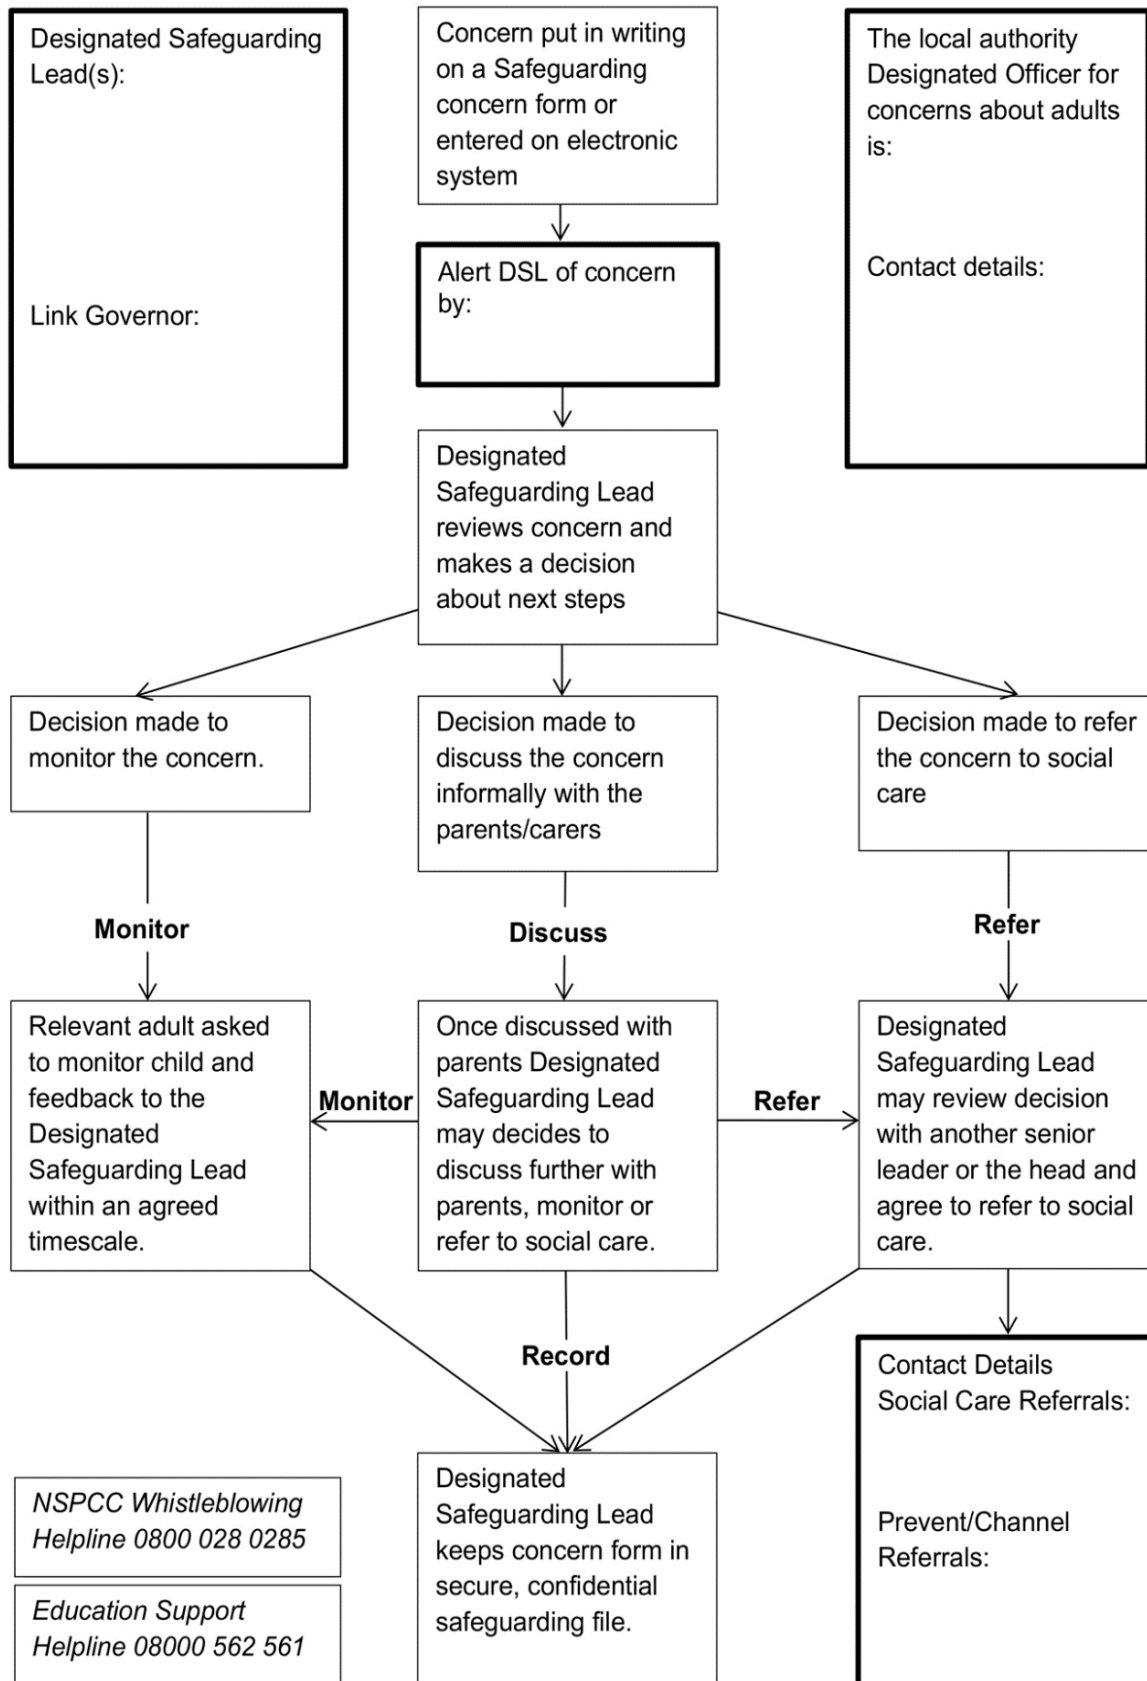 Designated Safeguarding
Lead(s):
Link Governor:
Concern put in writing
on a Safeguarding
concern form or
entered on electronic
system
The local authority
Designated Officer for
concerns about adults
is:
Contact details:
Alert DSL of concern
by:
Designated
Safeguarding Lead
reviews concern and
makes a decision
about next steps
Decision made to
monitor the concern.
Decision made to
discuss the concern
informally with the
parents/carers
Decision made to refer
the concern to social
care
Monitor
Discuss
Refer
Relevant adult asked
to monitor child and
feedback to the
Designated
Safeguarding Lead
within an agreed
timescale.
Monitor
Once discussed with
parents Designated
Safeguarding Lead
may decides to
discuss further with
parents, monitor or
refer to social care.
Refer
Designated
Safeguarding Lead
may review decision
with another senior
leader or the head and
agree to refer to social
care.
Record
Contact Details
Social Care Referrals:
Prevent/Channel
Referrals:
Designated
Safeguarding Lead
keeps concern form in
secure, confidential
safeguarding file.
NSPCC Whistleblowing
Helpline 0800 028 0285
Education Support
Helpline 08000 562 561